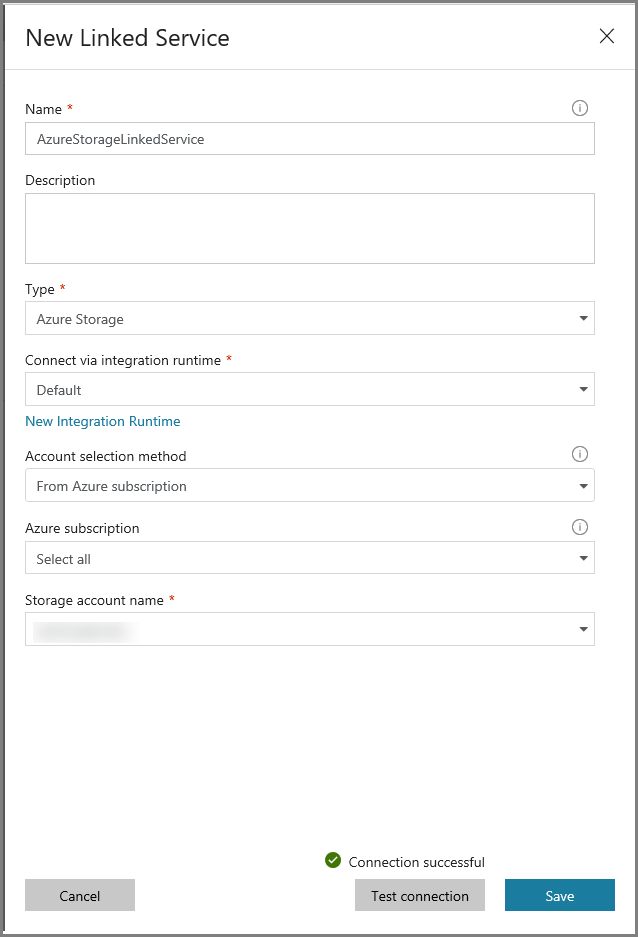 New Linked Service
Name *
AzureStorageLinkedService
Description
Type *
Azure Storage
Connect via integration runtime *
Default
New Integration Runtime
Account selection method
From Azure subscription
Azure subscription
Select all
Storage account name *
Connection successful
Cancel
Test connection
Save